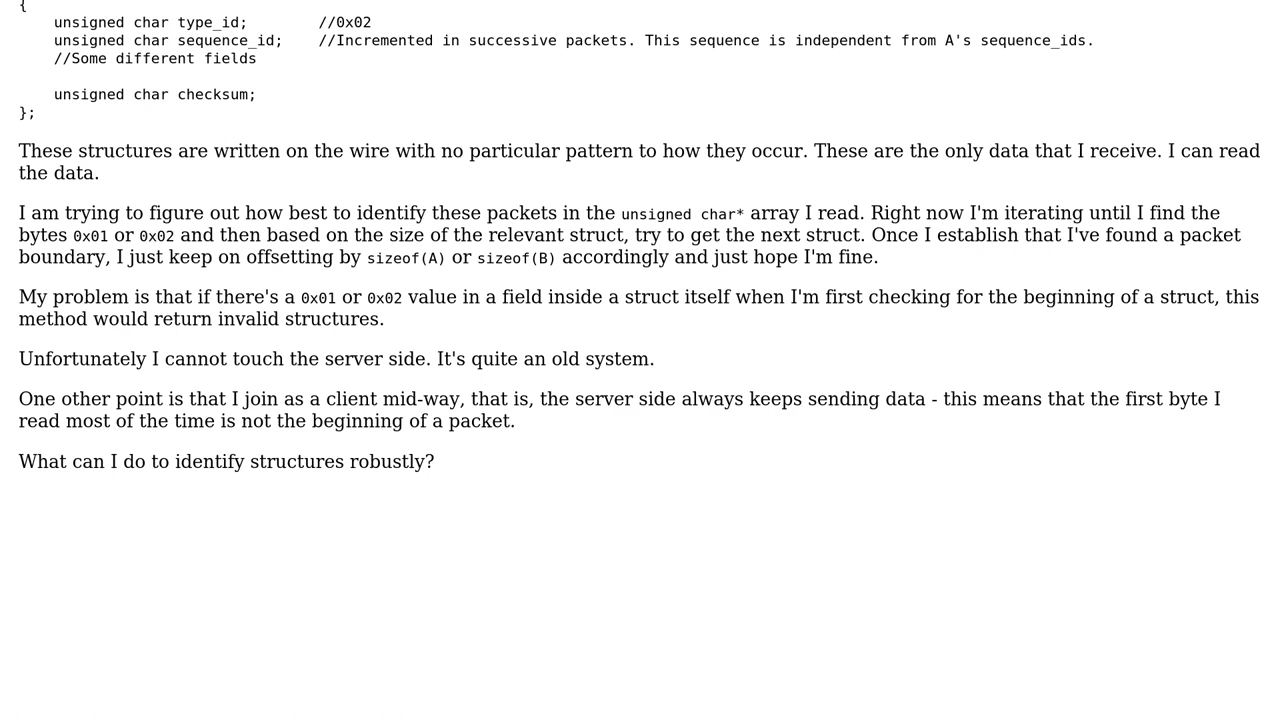 {
    unsigned char type_id;        //0x02
    unsigned char sequence_id;    //Incremented in successive packets. This sequence is independent from A's sequence_ids.
    //Some different fields
    unsigned char checksum;
};
These structures are written on the wire with no particular pattern to how they occur. These are the only data that I receive. I can read
the data.
I am trying to figure out how best to identify these packets in the unsigned char* array I read. Right now I'm iterating until I find the
bytes 0x01 or 0x02 and then based on the size of the relevant struct, try to get the next struct. Once I establish that I've found a packet
boundary, I just keep on offsetting by sizeof(A) or sizeof(B) accordingly and just hope I'm fine.
My problem is that if there's a 0x01 or 0x02 value in a field inside a struct itself when I'm first checking for the beginning of a struct, this
method would return invalid structures.
Unfortunately I cannot touch the server side. It's quite an old system.
One other point is that I join as a client mid-way, that is, the server side always keeps sending data - this means that the first byte I
read most of the time is not the beginning of a packet.
What can I do to identify structures robustly?